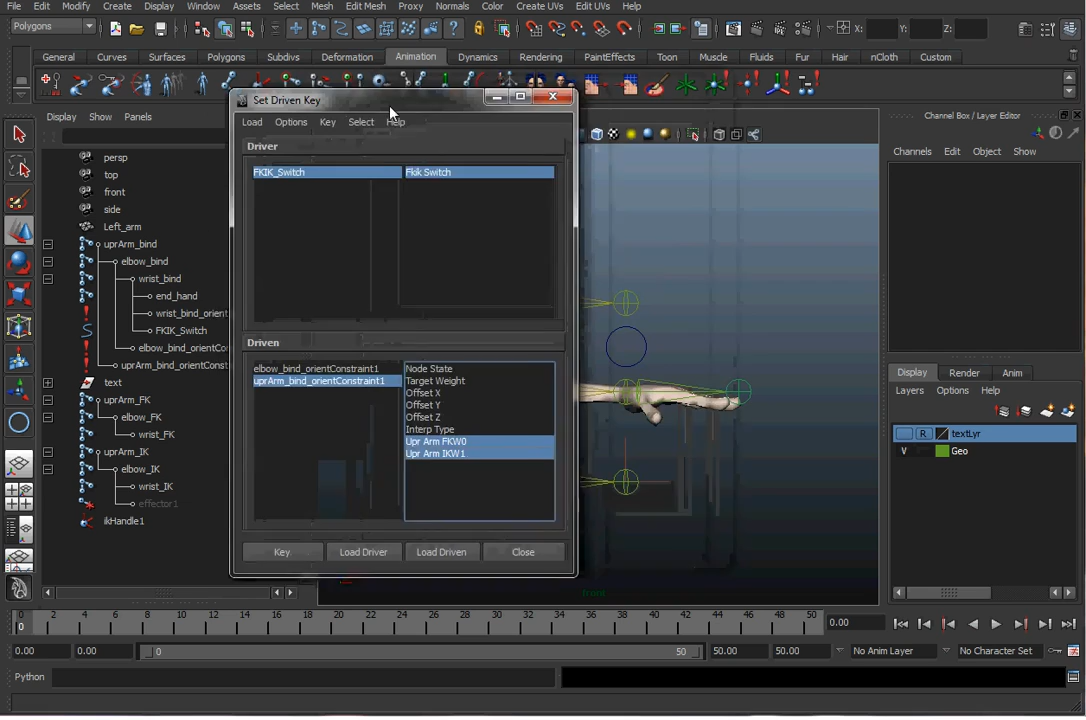 File Edit Modify Create Display Window Assets Select Mesh Edit Mesh Proxy Normals Color Create UVs Edit UVs Help
Polygons X: Y: Z:
General Curves Surfaces Polygons Subdivs Deformation Animation Dynamics Rendering PaintEffects Toon Muscle Fluids Fur Hair nCloth Custom
Display Show Panels
persp
top
front
side
Left_arm
uprArm_bind
elbow_bind
wrist_bind
end_hand
wrist_bind_orient
FKIK_Switch
elbow_bind_orientCo
uprArm_bind_orientConst
text
uprArm_FK
elbow_FK
wrist_FK
uprArm_IK
elbow_IK
wrist_IK
effector1
ikHandle1
Set Driven Key
Load Options Key Select Help
Driver
FKIK_Switch Fkik Switch
Driven
elbow_bind_orientConstraint1
uprArm_bind_orientConstraint1
Node State
Target Weight
Offset X
Offset Y
Offset Z
Interp Type
Upr Arm FKW0
Upr Arm IKW1
Key Load Driver Load Driven Close
front
Channel Box / Layer Editor
Channels Edit Object Show
Display Render Anim
Layers Options Help
R textLyr
V Geo
0 2 4 6 8 10 12 14 16 18 20 22 24 26 28 30 32 34 36 38 40 42 44 46 48 50
0 0.00
0.00 0.00 0 50 50.00 50.00 No Anim Layer No Character Set
Python